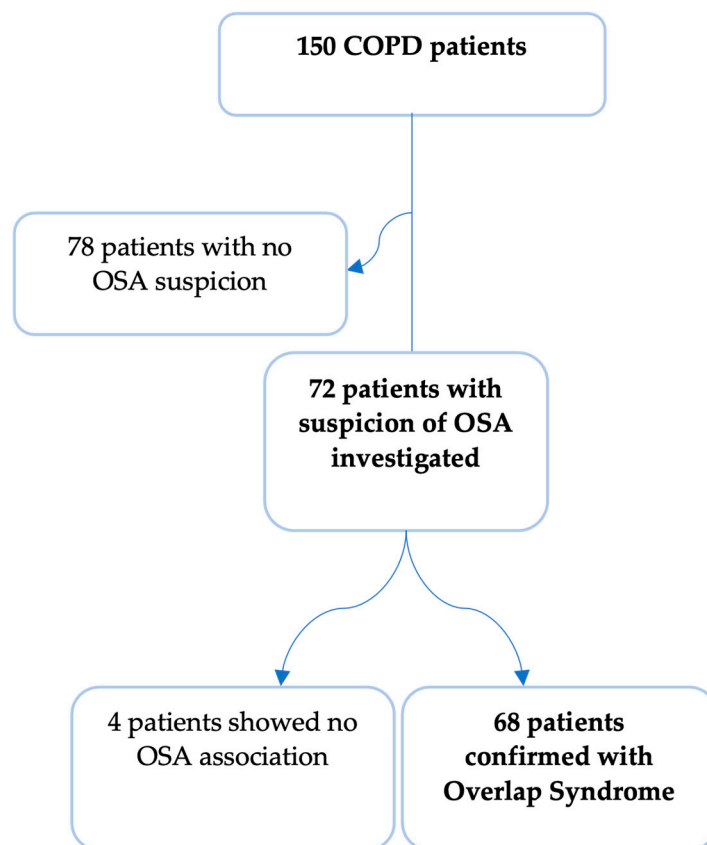 150 COPD patients
78 patients with no
OSA suspicion
72 patients with
suspicion of OSA
investigated
4 patients showed no
OSA association
68 patients
confirmed with
Overlap Syndrome